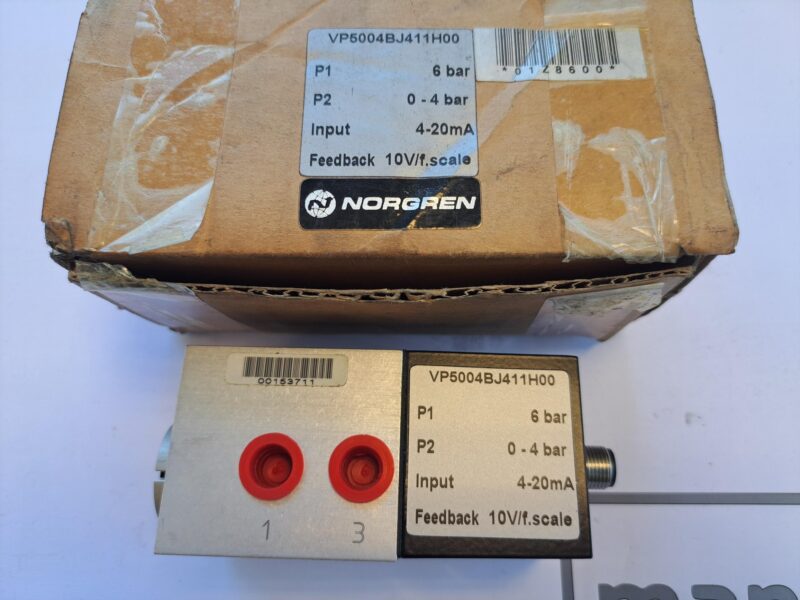 VP5004BJ411H00
P1 6 bar
P2 0 - 4 bar
Input 4-20mA
Feedback 10V/f.scale
NORGREN
00153711
VP5004BJ411H00
P1 6 bar
P2 0 - 4 bar
Input 4-20mA
Feedback 10V/f.scale
1 3